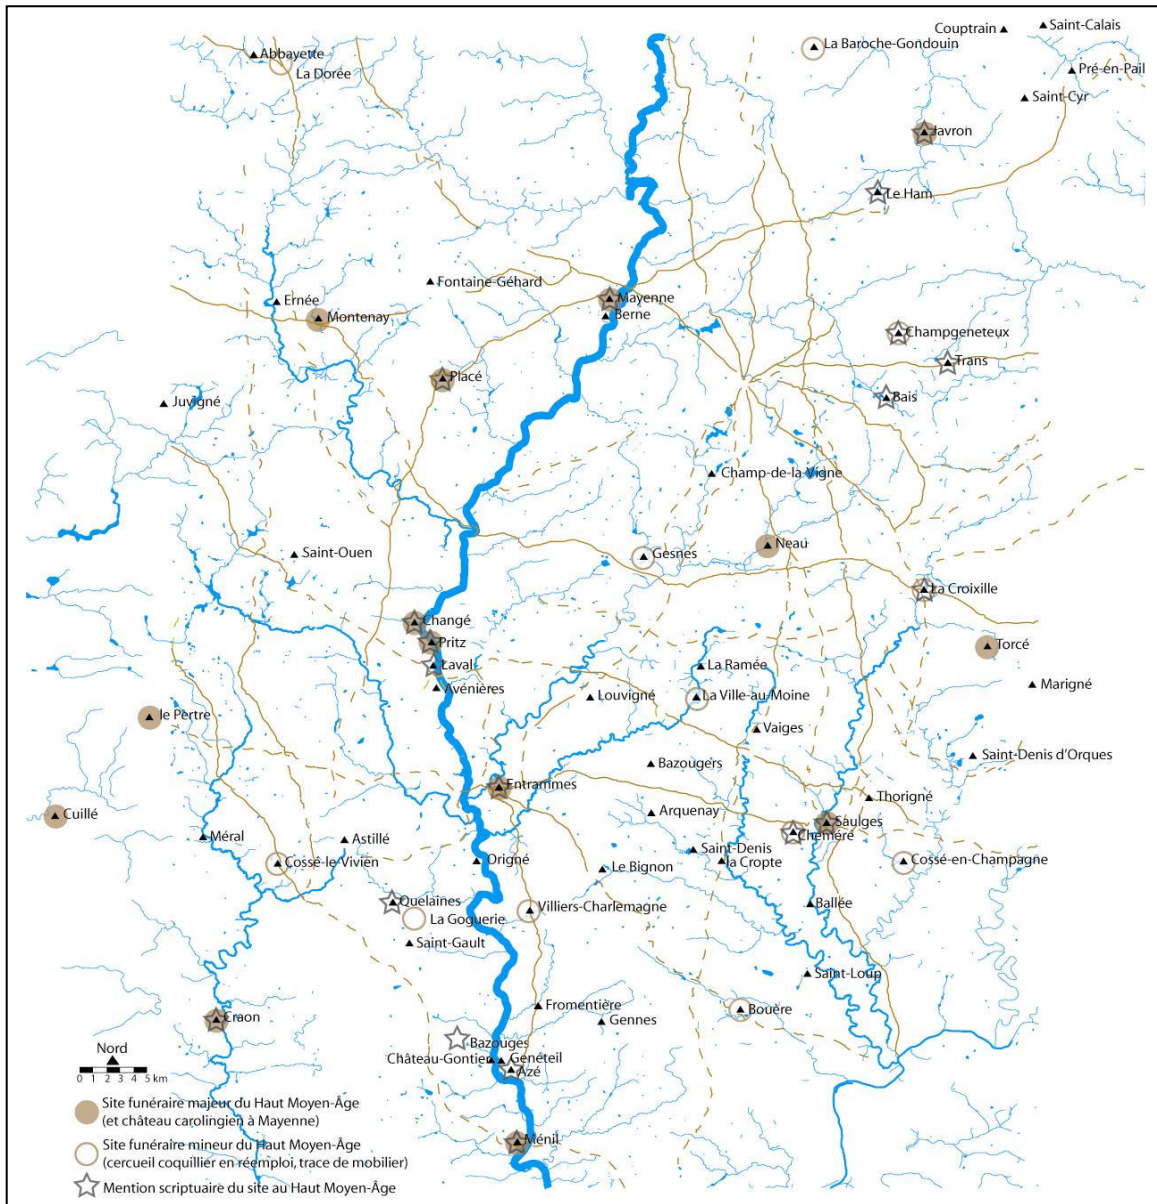 Couptrain
Saint-Calais
La Baroche-Gondouin
Abbayette
La Dorée
Pré-en-Pail
Saint-Cyr
Javron
Le Ham
Fontaine-Géhard
Ernée
Mayenne
Montenay
Berne
Champgeneteux
Trans
Placé
Bais
Juvigné
Champ-de-la-Vigne
Neau
Saint-Ouen
Gesnes
La Croixille
Changé
Pritz
Torcé
Laval
La Ramée
Avénières
Louvigné
La Ville-au-Moine
Marigné
le Pertre
Vaiges
Saint-Denis d'Orques
Bazougers
Entrammes
Thorigné
Cuillé
Arquenay
Saulges
Chémeré
Méral
Astillé
Saint-Denis
la Cropte
Cossé-le-Vivien
Origné
Le Bignon
Cossé-en-Champagne
Quelaines
La Goguerie
Villiers-Charlemagne
Ballée
Saint-Gault
Saint-Loup
Fromentière
Bouère
Craon
Gennes
Bazouges
Nord
Château-Gontier
Genéteil
Azé
0 1 2 3 4 5 km
Site funéraire majeur du Haut Moyen-Âge
(et château carolingien à Mayenne)
Ménil
Site funéraire mineur du Haut Moyen-Âge
(cercueil coquillier en réemploi, trace de mobilier)
Mention scriptuaire du site au Haut Moyen-Âge